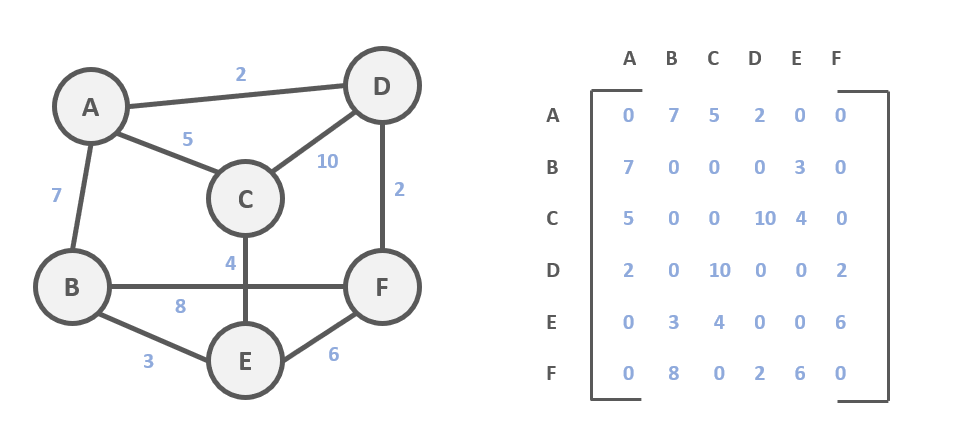 A
D
C
B
F
E
2
5
10
7
2
4
8
3
6
A B C D E F
A 0 7 5 2 0 0
B 7 0 0 0 3 0
C 5 0 0 10 4 0
D 2 0 10 0 0 2
E 0 3 4 0 0 6
F 0 8 0 2 6 0